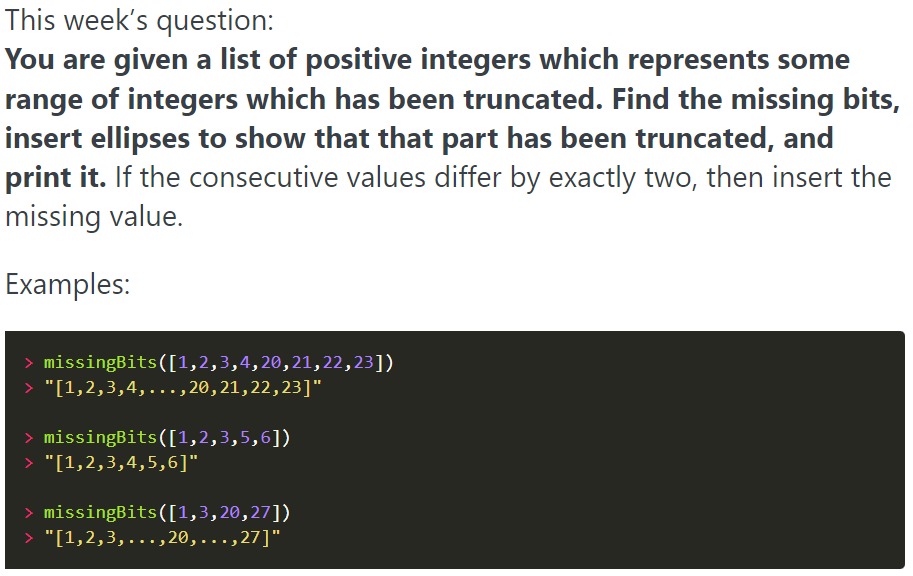 This week’s question:
You are given a list of positive integers which represents some
range of integers which has been truncated. Find the missing bits,
insert ellipses to show that that part has been truncated, and
print it. If the consecutive values differ by exactly two, then insert the
missing value.
Examples:
> missingBits([1,2,3,4,20,21,22,23])
> "[1,2,3,4,...,20,21,22,23]"
> missingBits([1,2,3,5,6])
> "[1,2,3,4,5,6]"
> missingBits([1,3,20,27])
> "[1,2,3,...,20,...,27]"